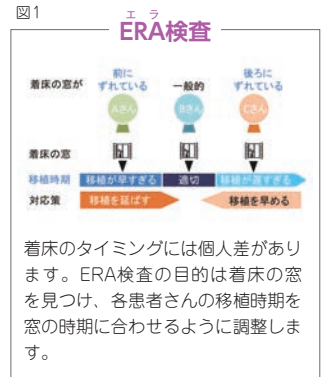 図1
エラ
ERA検査
着床の窓が
前に
ずれている
一般的
後ろに
ずれている
Aさん
Bさん
Cさん
着床の窓
移植時期
移植が早すぎる
適切
移植が遅すぎる
対応策
移植を延ばす
移植を早める
着床のタイミングには個人差があり
ます。ERA検査の目的は着床の窓
を見つけ、各患者さんの移植時期を
窓の時期に合わせるように調整しま
す。